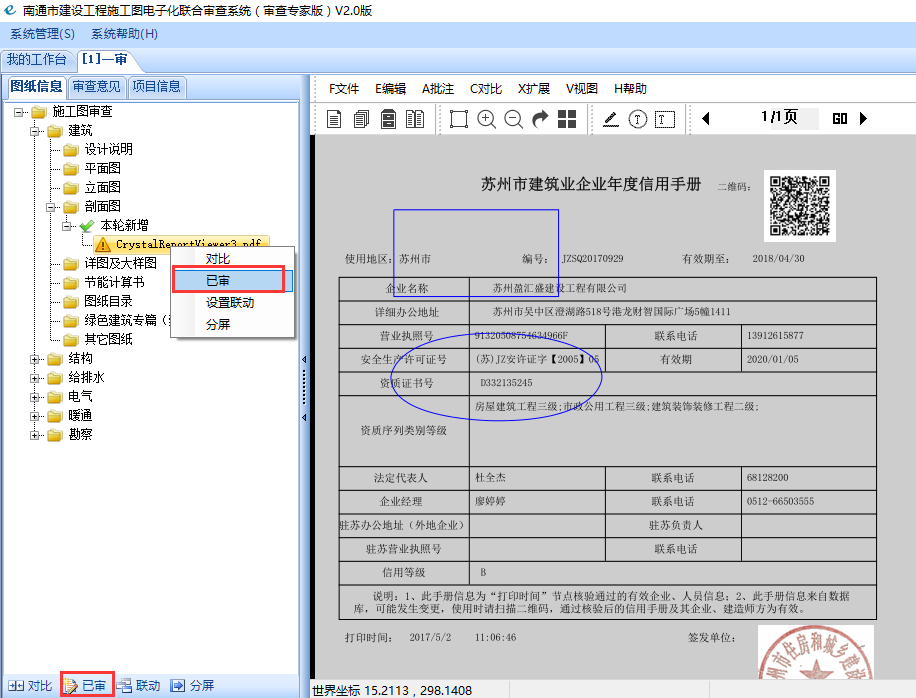 南通市建设工程施工图电子化联合审查系统（审查专家版）V2.0版
系统管理(S) 系统帮助(H)
我的工作台 [1]一审
图纸信息 审查意见 项目信息
施工图审查
建筑
设计说明
平面图
立面图
剖面图
本轮新增
CrystalReportViewer3.pdf
详图及大样图
节能计算书
图纸目录
绿色建筑专篇
其它图纸
结构
给排水
电气
暖通
勘察
对比
已审
设置联动
分屏
对比 已审 联动 分屏
F文件 E编辑 A批注 C对比 X扩展 V视图 H帮助
1/1页 GO
苏州市建筑业企业年度信用手册 二维码：
使用地区：苏州市 编号：JZSQ20170929 有效期至： 2018/04/30
企业名称 苏州盈汇盛建设工程有限公司
详细办公地址 苏州市吴中区澄湖路518号港龙财智国际广场5幢1411
营业执照号 91320508754634966F 联系电话 13912615877
安全生产许可证号 (苏)JZ安许证字【2005】05 有效期 2020/01/05
资质证书号 D332135245
资质序列类别等级 房屋建筑工程三级;市政公用工程三级;建筑装饰装修工程二级;
法定代表人 杜全杰 联系电话 68128200
企业经理 廖婷婷 联系电话 0512-66503555
驻苏办公地址（外地企业） 驻苏负责人
驻苏营业执照号 联系电话
信用等级 B
说明：1、此手册信息为“打印时间”节点核验通过的有效企业、人员信息；2、此手册信息来自数据
库，可能发生变更，使用时请扫描二维码，通过核验后的信用手册及其企业、建造师方为有效。
打印时间： 2017/5/2 11:06:46 签发单位：
州市住房和城乡建设
世界坐标 15.2113 , 298.1408